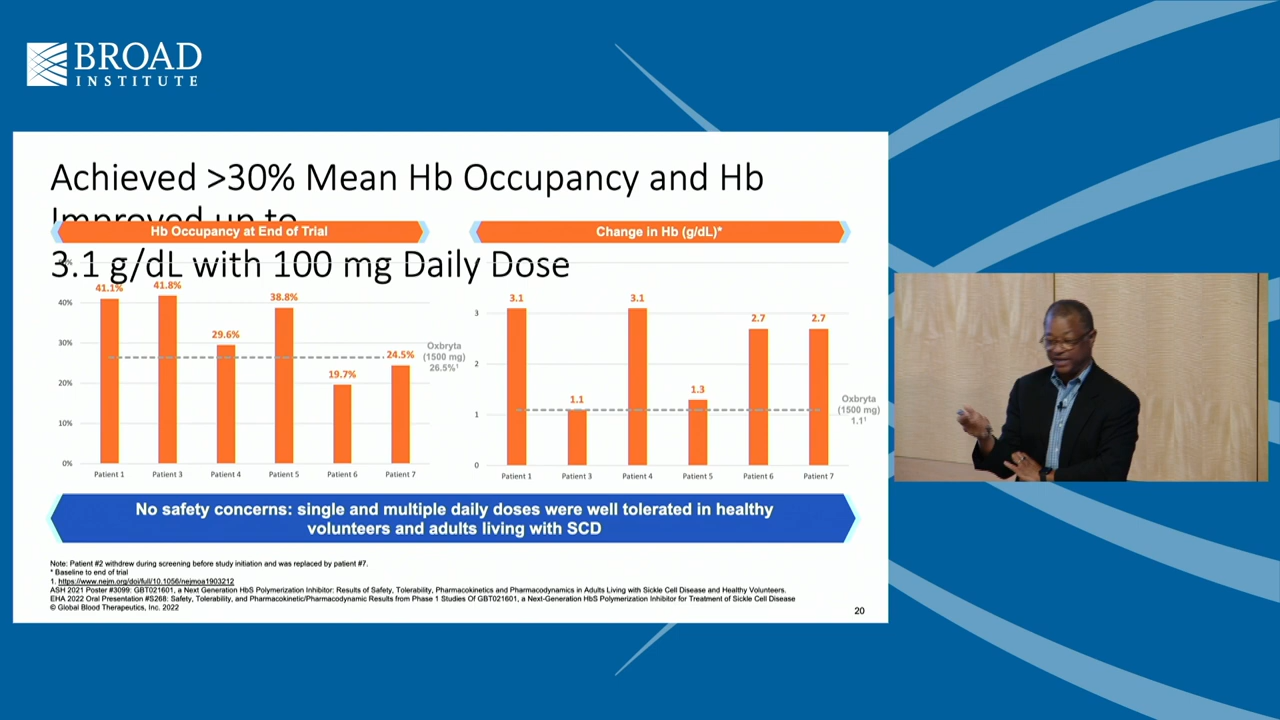 BROAD
INSTITUTE
Achieved >30% Mean Hb Occupancy and Hb
Improved up to
3.1 g/dL with 100 mg Daily Dose
Hb Occupancy at End of Trial
41.1%
41.8%
29.6%
38.8%
19.7%
24.5%
40%
30%
20%
10%
0%
Oxbryta
(1500 mg)
26.5%¹
Patient 1 Patient 3 Patient 4 Patient 5 Patient 6 Patient 7
Change in Hb (g/dL)*
3.1
1.1
3.1
1.3
2.7
2.7
3
2
1
0
Oxbryta
(1500 mg)
1.1¹
Patient 1 Patient 3 Patient 4 Patient 5 Patient 6 Patient 7
No safety concerns: single and multiple daily doses were well tolerated in healthy
volunteers and adults living with SCD
Note: Patient #2 withdrew during screening before study initiation and was replaced by patient #7.
* Baseline to end of trial
1. https://www.nejm.org/doi/full/10.1056/nejmoa1903212
ASH 2021 Poster #3099: GBT021601, a Next Generation HbS Polymerization Inhibitor: Results of Safety, Tolerability, Pharmacokinetics and Pharmacodynamics in Adults Living with Sickle Cell Disease and Healthy Volunteers.
EHA 2022 Oral Presentation #S268: Safety, Tolerability, and Pharmacokinetic/Pharmacodynamic Results from Phase 1 Studies Of GBT021601, a Next-Generation HbS Polymerization Inhibitor for Treatment of Sickle Cell Disease
© Global Blood Therapeutics, Inc. 2022
20